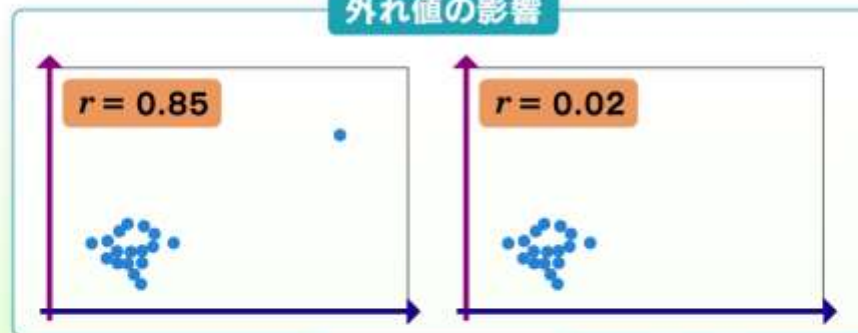 外れ値の影響
r = 0.85
r = 0.02